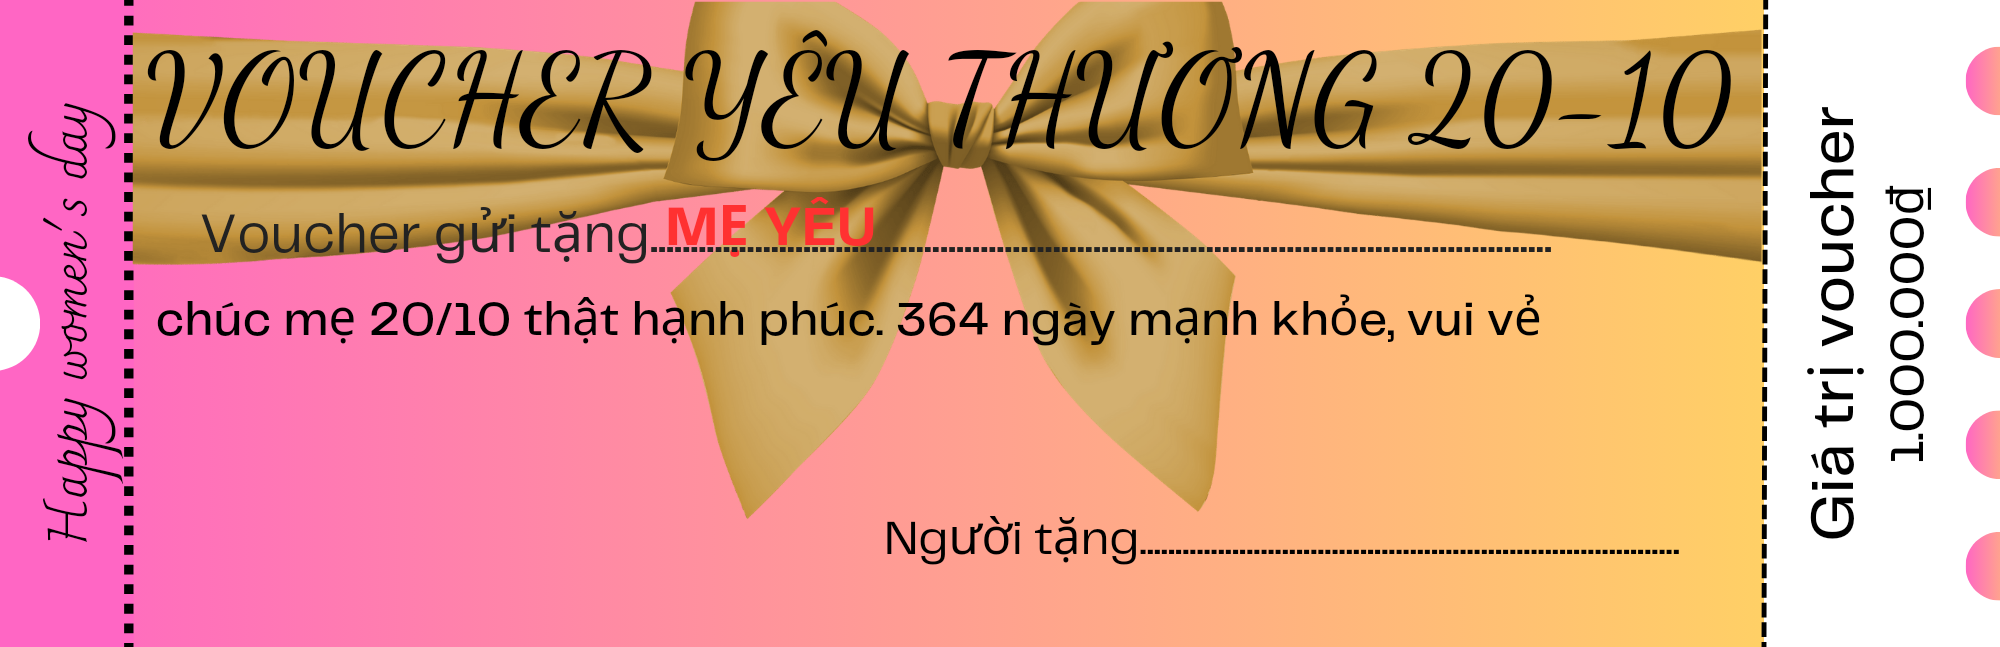 Happy women's day
VOUCHER YÊU THƯƠNG 20-10
Voucher gửi tặng MẸ YÊU
chúc mẹ 20/10 thật hạnh phúc. 364 ngày mạnh khỏe, vui vẻ
Người tặng
Giá trị voucher
1.000.000đ